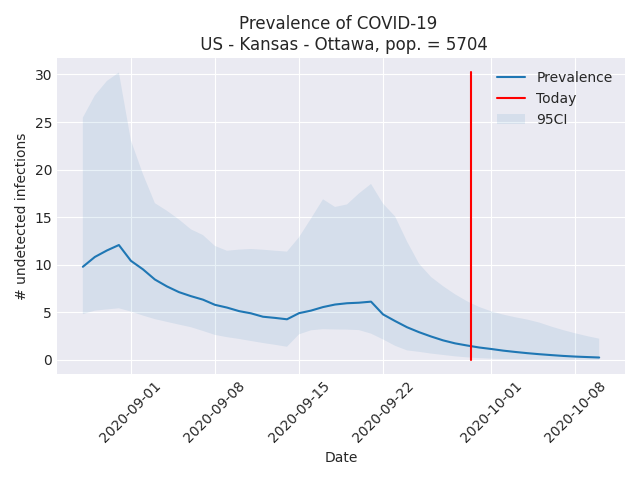 Prevalence of COVID-19
US - Kansas - Ottawa, pop. = 5704
30
25
20
15
10
5
0
# undetected infections
Prevalence
Today
95CI
2020-09-01
2020-09-08
2020-09-15
2020-09-22
2020-10-01
2020-10-08
Date